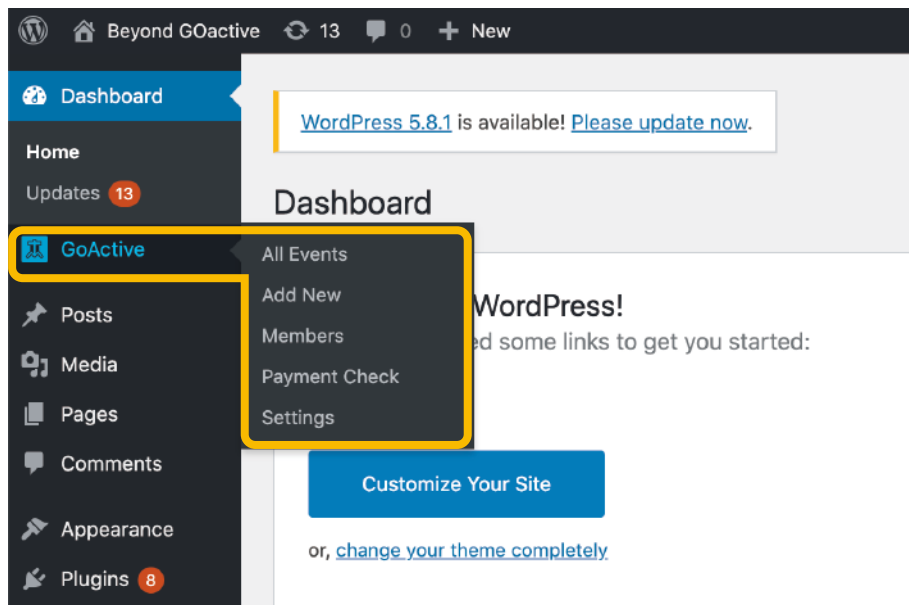 Beyond GOactive 13 0 + New
Dashboard
Home
Updates 13
GoActive
Posts
Media
Pages
Comments
Appearance
Plugins 8
All Events
Add New
Members
Payment Check
Settings
WordPress 5.8.1 is available! Please update now.
Dashboard
WordPress!
ed some links to get you started:
Customize Your Site
or, change your theme completely